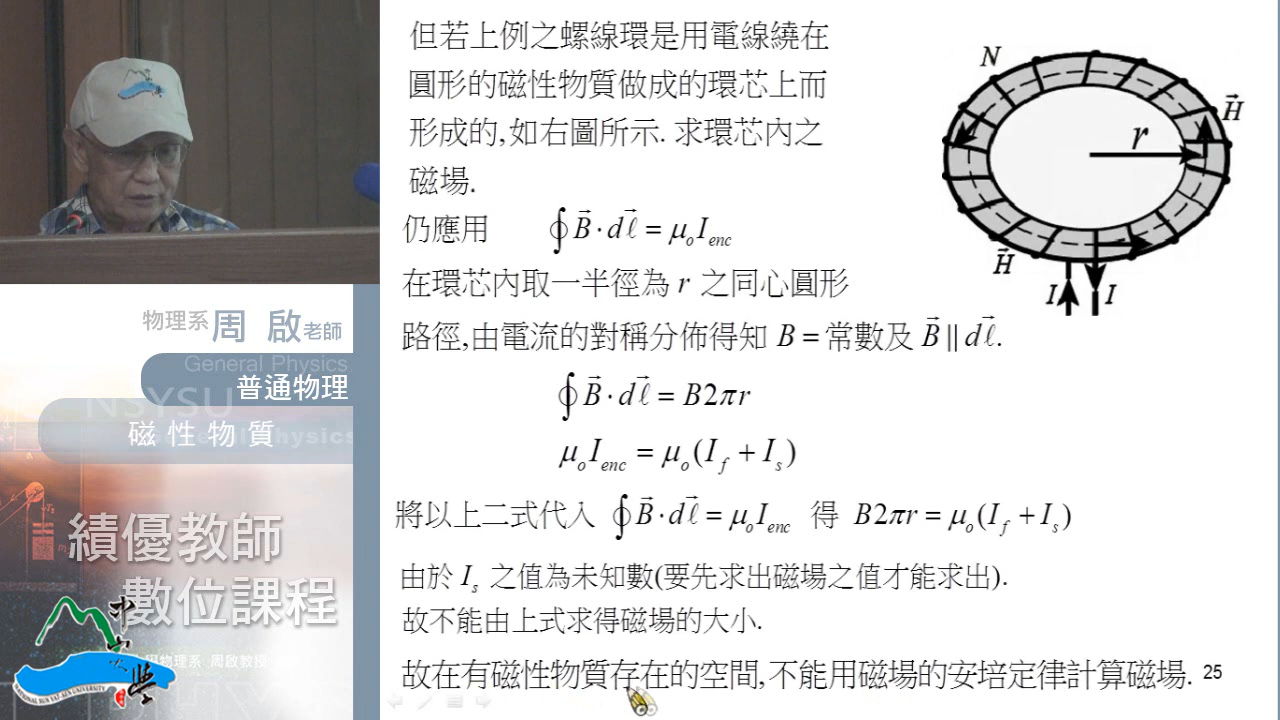 但若上例之螺線環是用電線繞在
圓形的磁性物質做成的環芯上而
形成的,如右圖所示. 求環芯內之
磁場.
N
H⃗
r
H⃗
I
I
仍應用 ∮B⃗·dℓ⃗ = μₒI_enc
在環芯內取一半徑為 r 之同心圓形
路徑,由電流的對稱分佈得知 B = 常數及 B⃗ || dℓ⃗.
∮B⃗·dℓ⃗ = B2πr
μₒI_enc = μₒ(I_f + I_s)
將以上二式代入 ∮B⃗·dℓ⃗ = μₒI_enc 得 B2πr = μₒ(I_f + I_s)
由於 I_s 之值為未知數(要先求出磁場之值才能求出).
故不能由上式求得磁場的大小.
故在有磁性物質存在的空間,不能用磁場的安培定律計算磁場.
25
物理系 周 啟 老師
General Physics
普通物理
NSYSU
磁 性 物 質
績優教師
數位課程